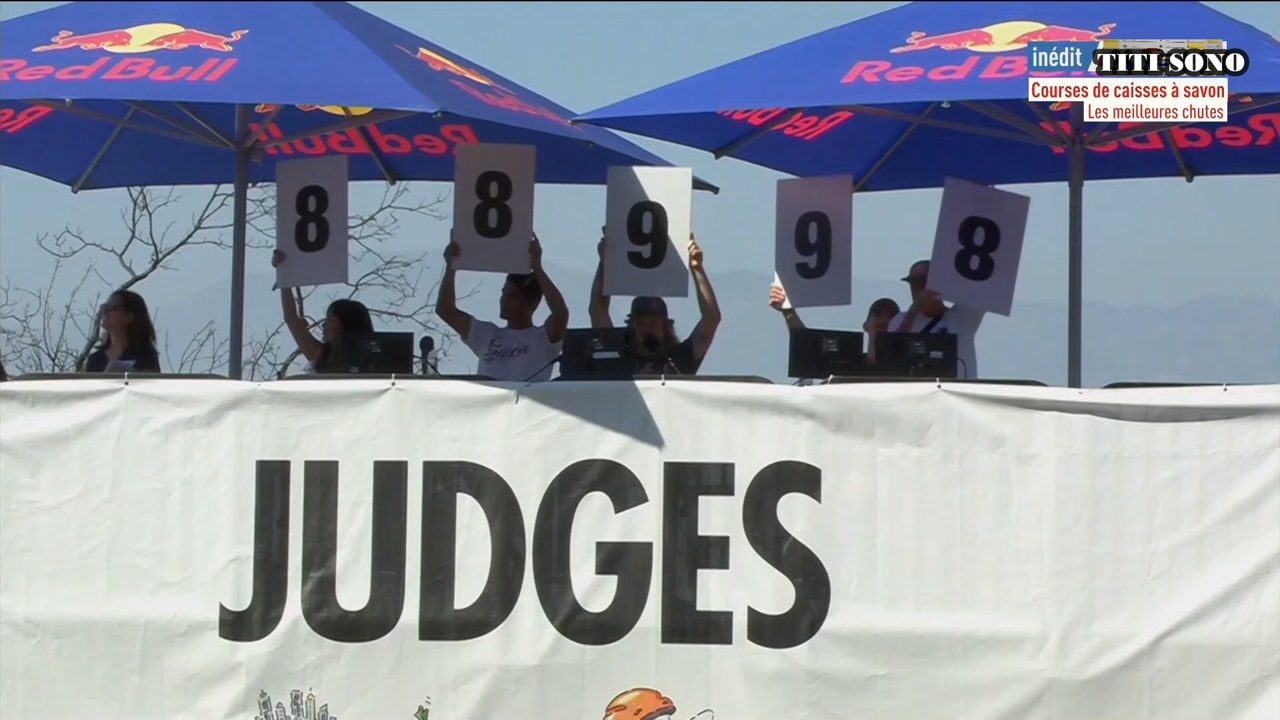 Red Bull
Red Bull
inédit
TITI SONO
Courses de caisses à savon
Les meilleures chutes
Red Bull
Red Bull
Red Bull
8
8
9
9
8
JUDGES